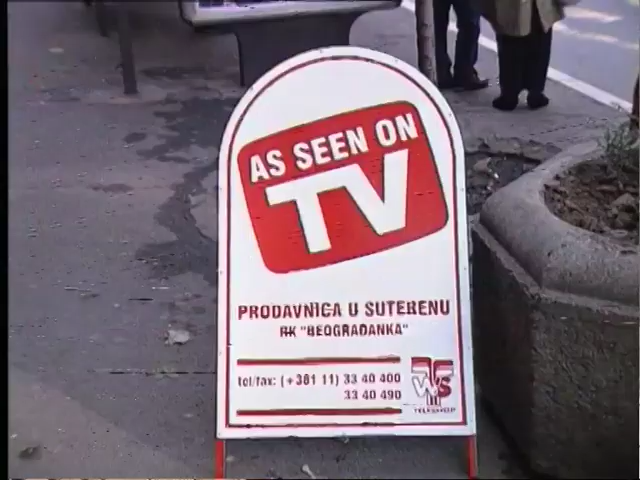 AS SEEN ON
TV
PRODAVNICA U SUTERENU
RK "BEOGRAĐANKA"
tel/fax: (+381 11) 33 40 400
33 40 490
WS
TELESHOP